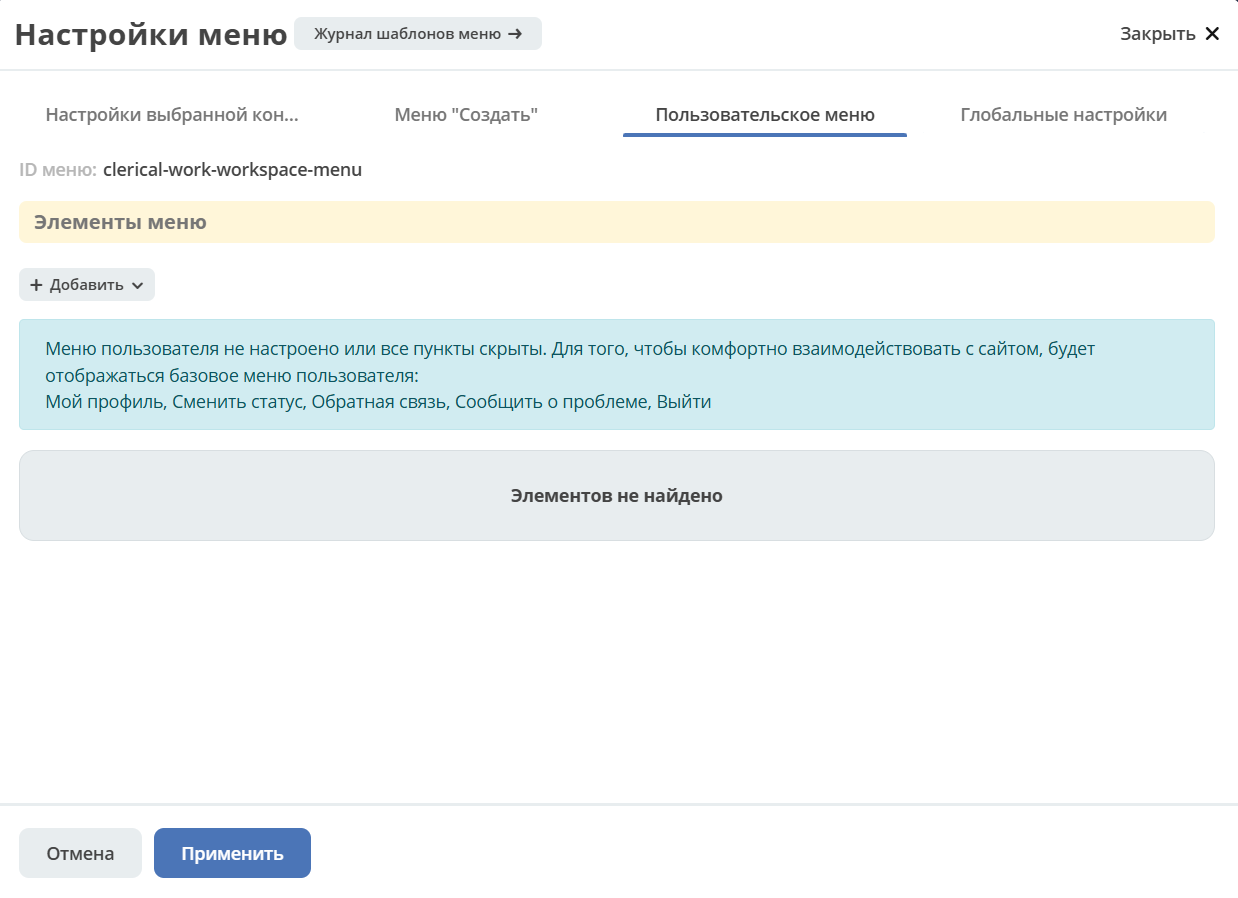 Настройки меню
Журнал шаблонов меню →
Закрыть ✕
Настройки выбранной кон...
Меню "Создать"
Пользовательское меню
Глобальные настройки
ID меню: clerical-work-workspace-menu
Элементы меню
+ Добавить
Меню пользователя не настроено или все пункты скрыты. Для того, чтобы комфортно взаимодействовать с сайтом, будет
отображаться базовое меню пользователя:
Мой профиль, Сменить статус, Обратная связь, Сообщить о проблеме, Выйти
Элементов не найдено
Отмена
Применить